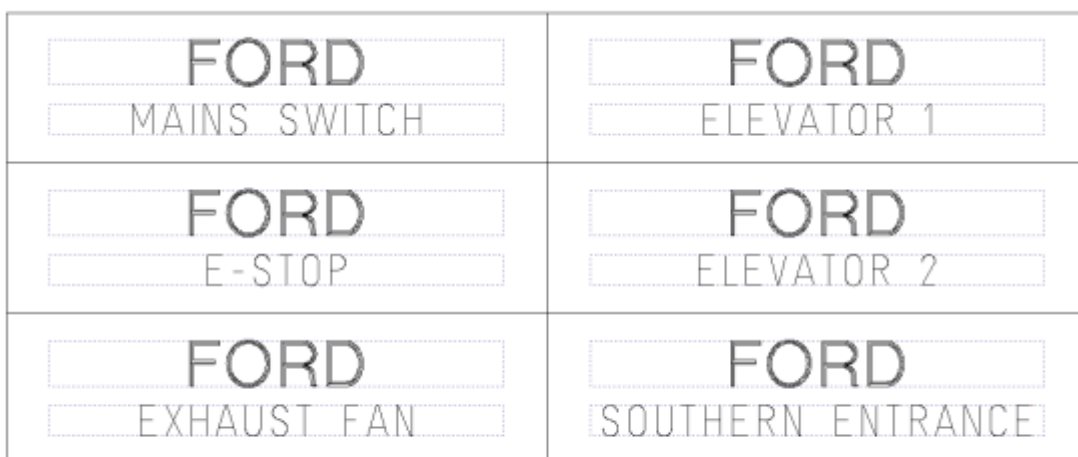 FORD
MAINS SWITCH
FORD
ELEVATOR 1
FORD
E-STOP
FORD
ELEVATOR 2
FORD
EXHAUST FAN
FORD
SOUTHERN ENTRANCE